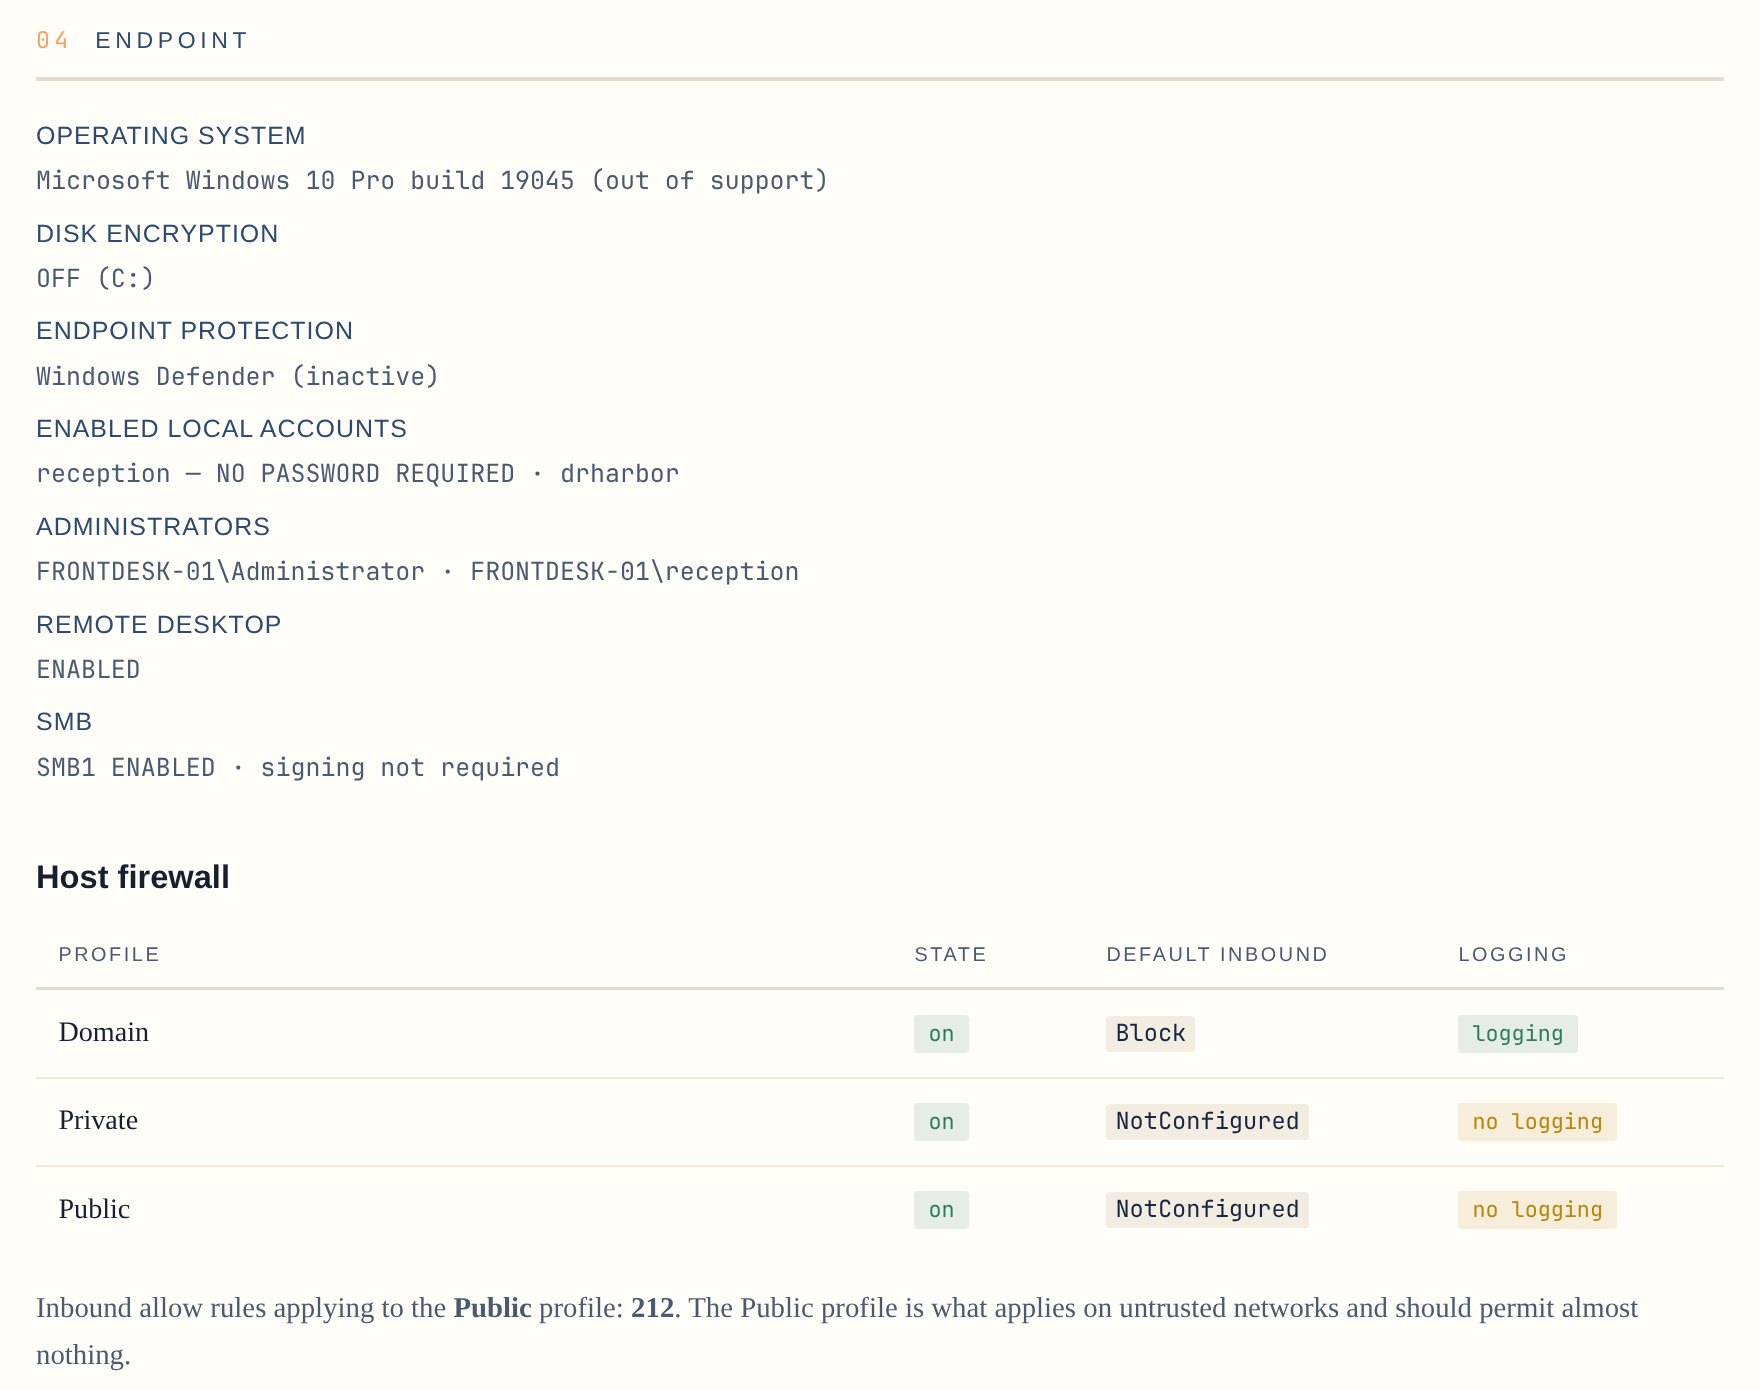 04 ENDPOINT
OPERATING SYSTEM
Microsoft Windows 10 Pro build 19045 (out of support)
DISK ENCRYPTION
OFF (C:)
ENDPOINT PROTECTION
Windows Defender (inactive)
ENABLED LOCAL ACCOUNTS
reception — NO PASSWORD REQUIRED · drharbor
ADMINISTRATORS
FRONTDESK-01\Administrator · FRONTDESK-01\reception
REMOTE DESKTOP
ENABLED
SMB
SMB1 ENABLED · signing not required
Host firewall
PROFILE STATE DEFAULT INBOUND LOGGING
Domain on Block logging
Private on NotConfigured no logging
Public on NotConfigured no logging
Inbound allow rules applying to the Public profile: 212. The Public profile is what applies on untrusted networks and should permit almost
nothing.